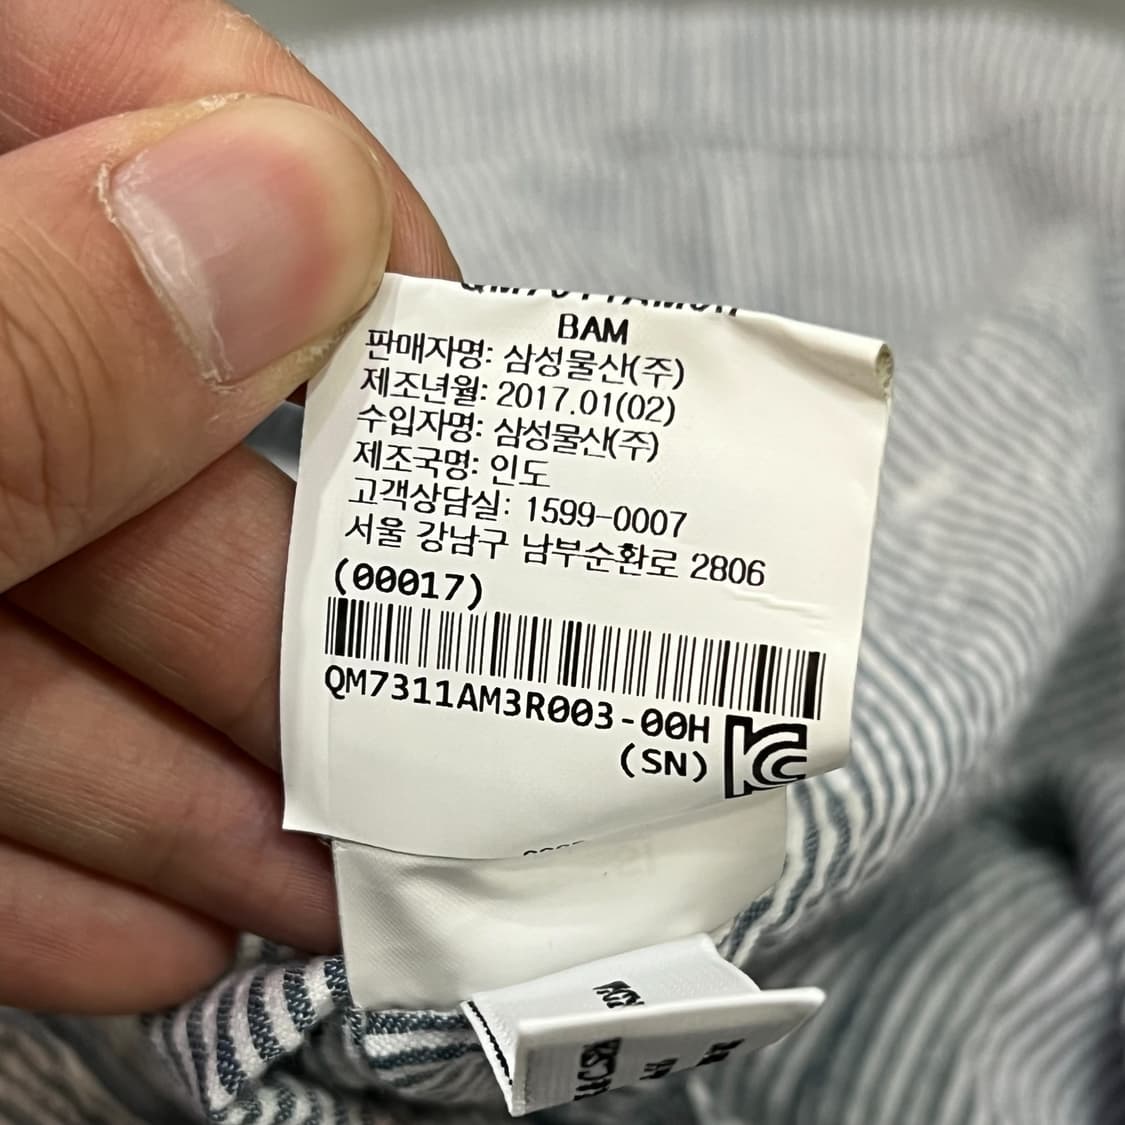 BAM
판매자명: 삼성물산(주)
제조년월: 2017.01(02)
수입자명: 삼성물산(주)
제조국명: 인도
고객상담실: 1599-0007
서울 강남구 남부순환로 2806
(00017)
QM7311AM3R003-00H
(SN)